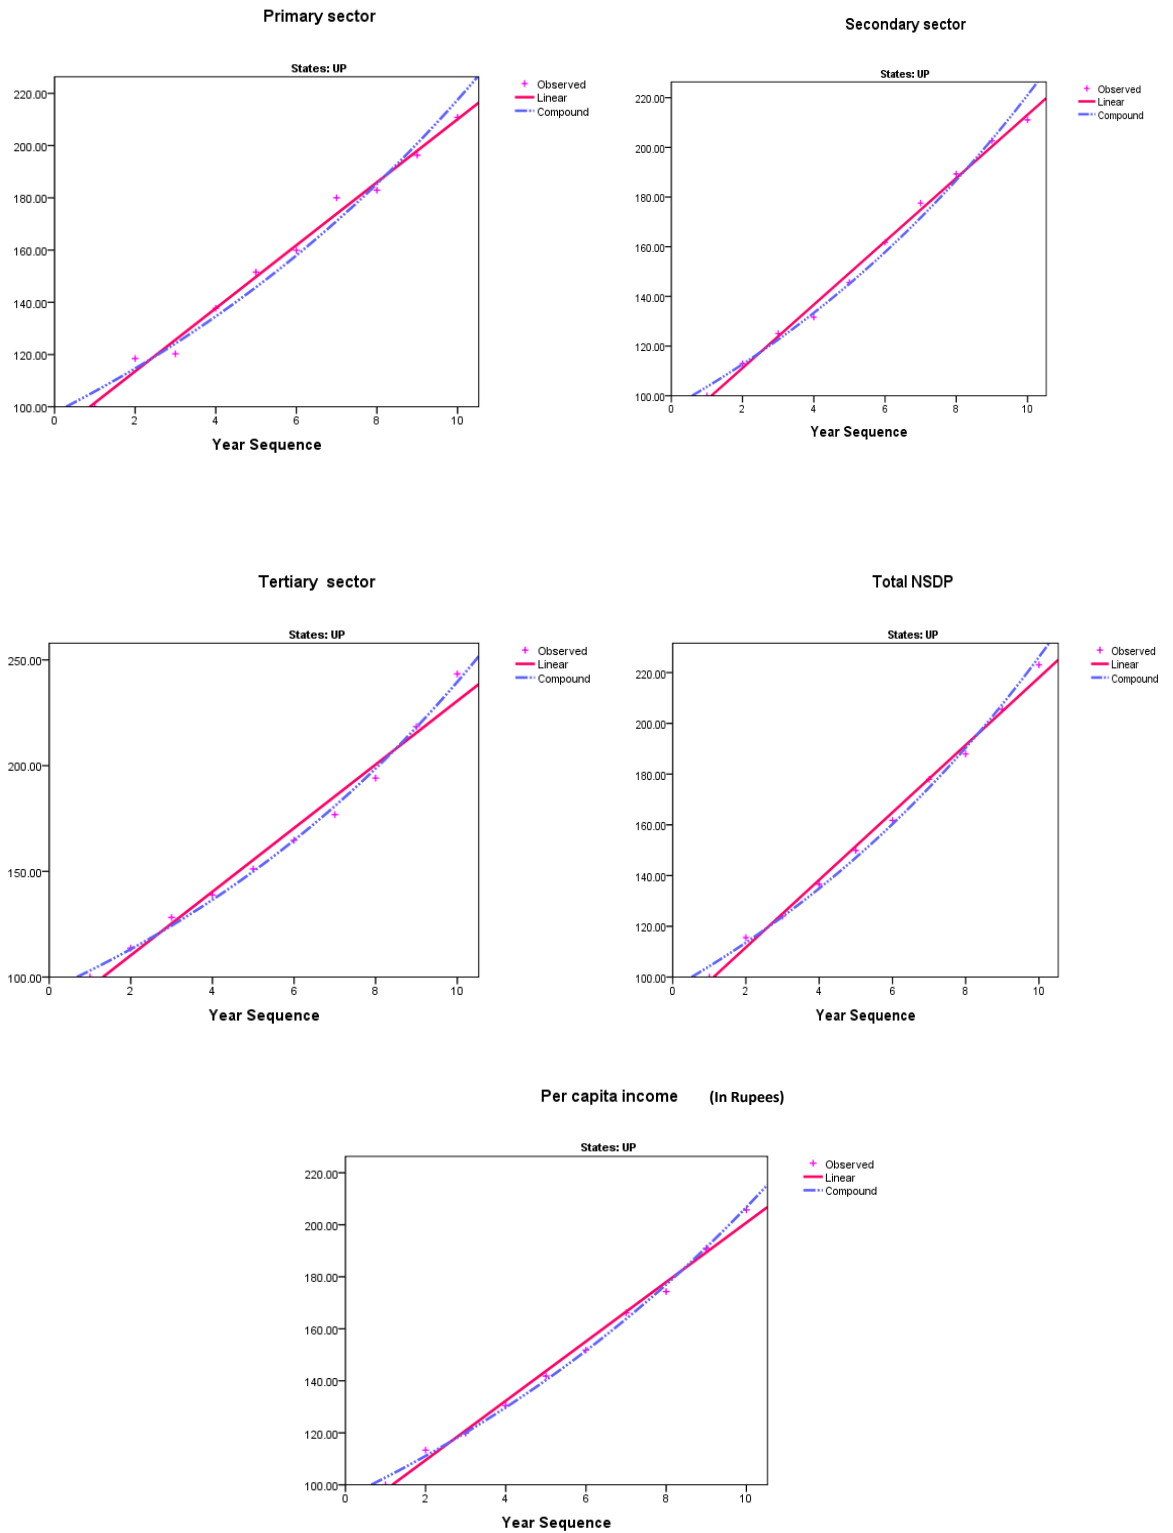 Primary sector
States: UP
220.00
200.00
180.00
160.00
140.00
120.00
100.00
0 2 4 6 8 10
Year Sequence
Observed
Linear
Compound
Secondary sector
States: UP
220.00
200.00
180.00
160.00
140.00
120.00
100.00
0 2 4 6 8 10
Year Sequence
Observed
Linear
Compound
Tertiary sector
States: UP
250.00
200.00
150.00
100.00
0 2 4 6 8 10
Year Sequence
Observed
Linear
Compound
Total NSDP
States: UP
220.00
200.00
180.00
160.00
140.00
120.00
100.00
0 2 4 6 8 10
Year Sequence
Observed
Linear
Compound
Per capita income (In Rupees)
States: UP
220.00
200.00
180.00
160.00
140.00
120.00
100.00
0 2 4 6 8 10
Year Sequence
Observed
Linear
Compound